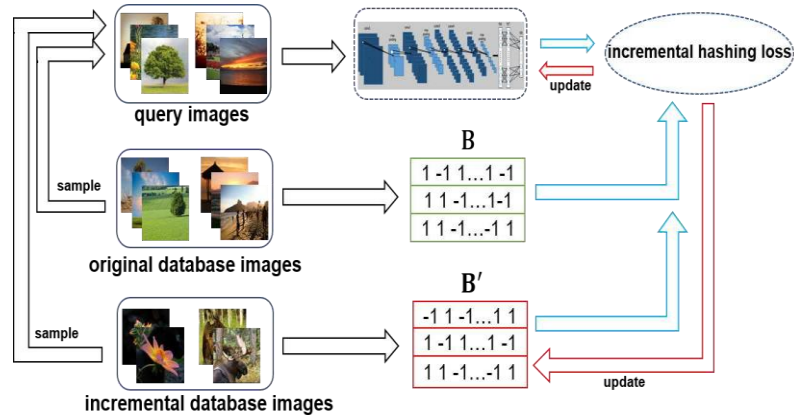 query images
incremental hashing loss
update
B
1 -1 1...1 -1
1 1 -1...1-1
1 1 -1...-1 1
sample
original database images
B′
-1 1 -1...1 1
1 -1 1...1 -1
1 1 -1...-1 1
sample
update
incremental database images